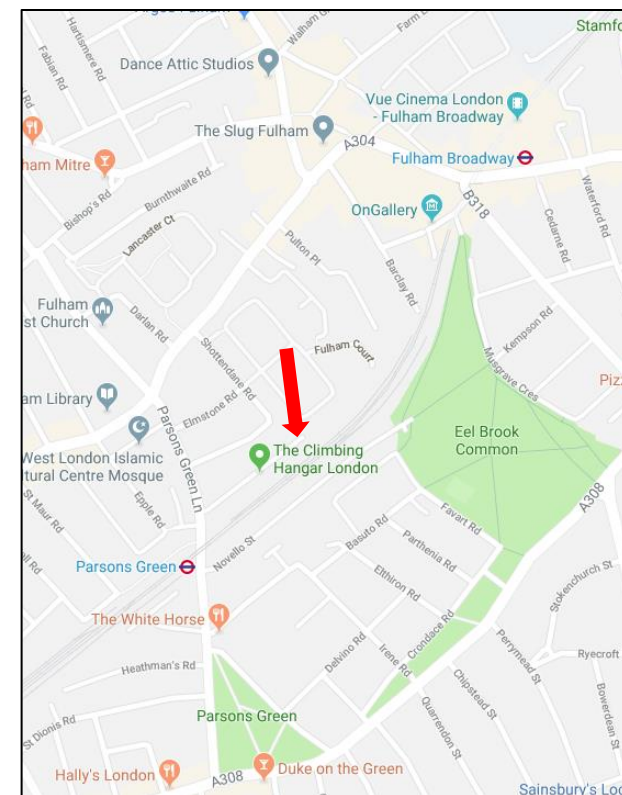 Stamfo
Farm L
Walham G
Hartismere Rd
Fabian Rd
Dance Attic Studios
Vue Cinema London
- Fulham Broadway
The Slug Fulham
A304
Fulham Broadway
ham Mitre
Bishop's Rd
Burnthwaite Rd
Waterford Rd
B318
OnGallery
Cedarne Rd
Lancaster Ct
Pulton Pl
Barclay Rd
Fulham
st Church
Darlan Rd
Kempson Rd
Shottendane Rd
Fulham Court
Musgrave Cres
Piz
am Library
Elmstone Rd
Parsons Green Ln
West London Islamic
tural Centre Mosque
The Climbing
Hangar London
Eel Brook
Common
Epple Rd
St Maur Rd
A308
Favart Rd
Basuto Rd
Parthenia Rd
Novello St
Parsons Green
Elthiron Rd
Stokenchurch St
The White Horse
Crondace Rd
Delvino Rd
Irene Rd
Perrymead St
Ryecroft
Heathman's Rd
Chipstead St
Quarrendon St
Bowerdean St
Parsons Green
St Dionis Rd
Hally's London
A308
Duke on the Green
Sainsbury's Loc